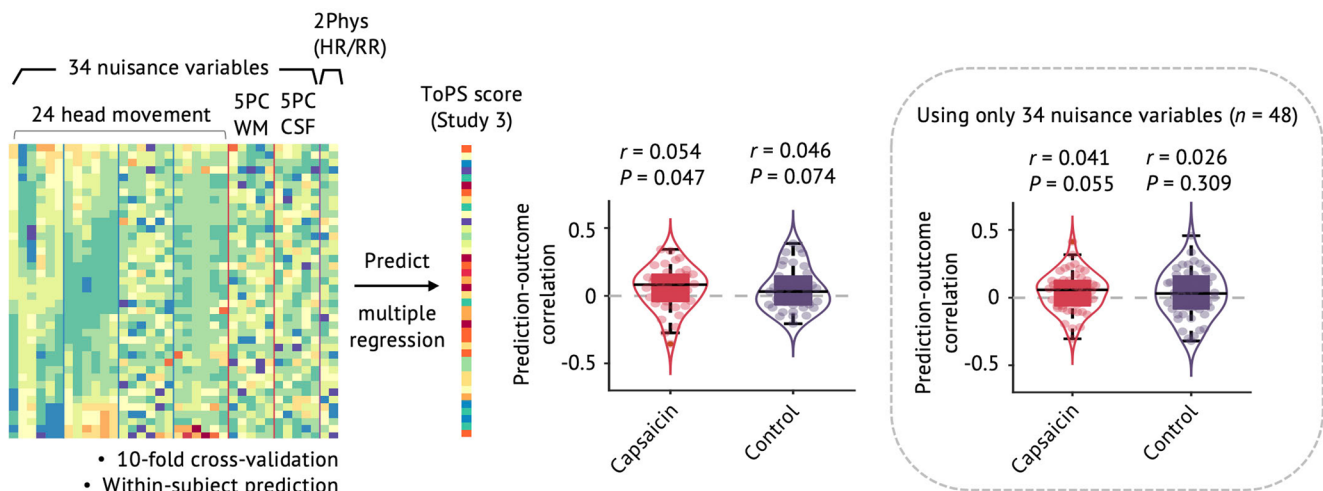 2Phys
(HR/RR)
34 nuisance variables
24 head movement
5PC
WM
5PC
CSF
ToPS score
(Study 3)
Predict
multiple
regression
• 10-fold cross-validation
• Within-subject prediction
r = 0.054
P = 0.047
r = 0.046
P = 0.074
Prediction-outcome
correlation
0.5
0
-0.5
Capsaicin
Control
Using only 34 nuisance variables (n = 48)
r = 0.041
P = 0.055
r = 0.026
P = 0.309
Prediction-outcome
correlation
0.5
0
-0.5
Capsaicin
Control